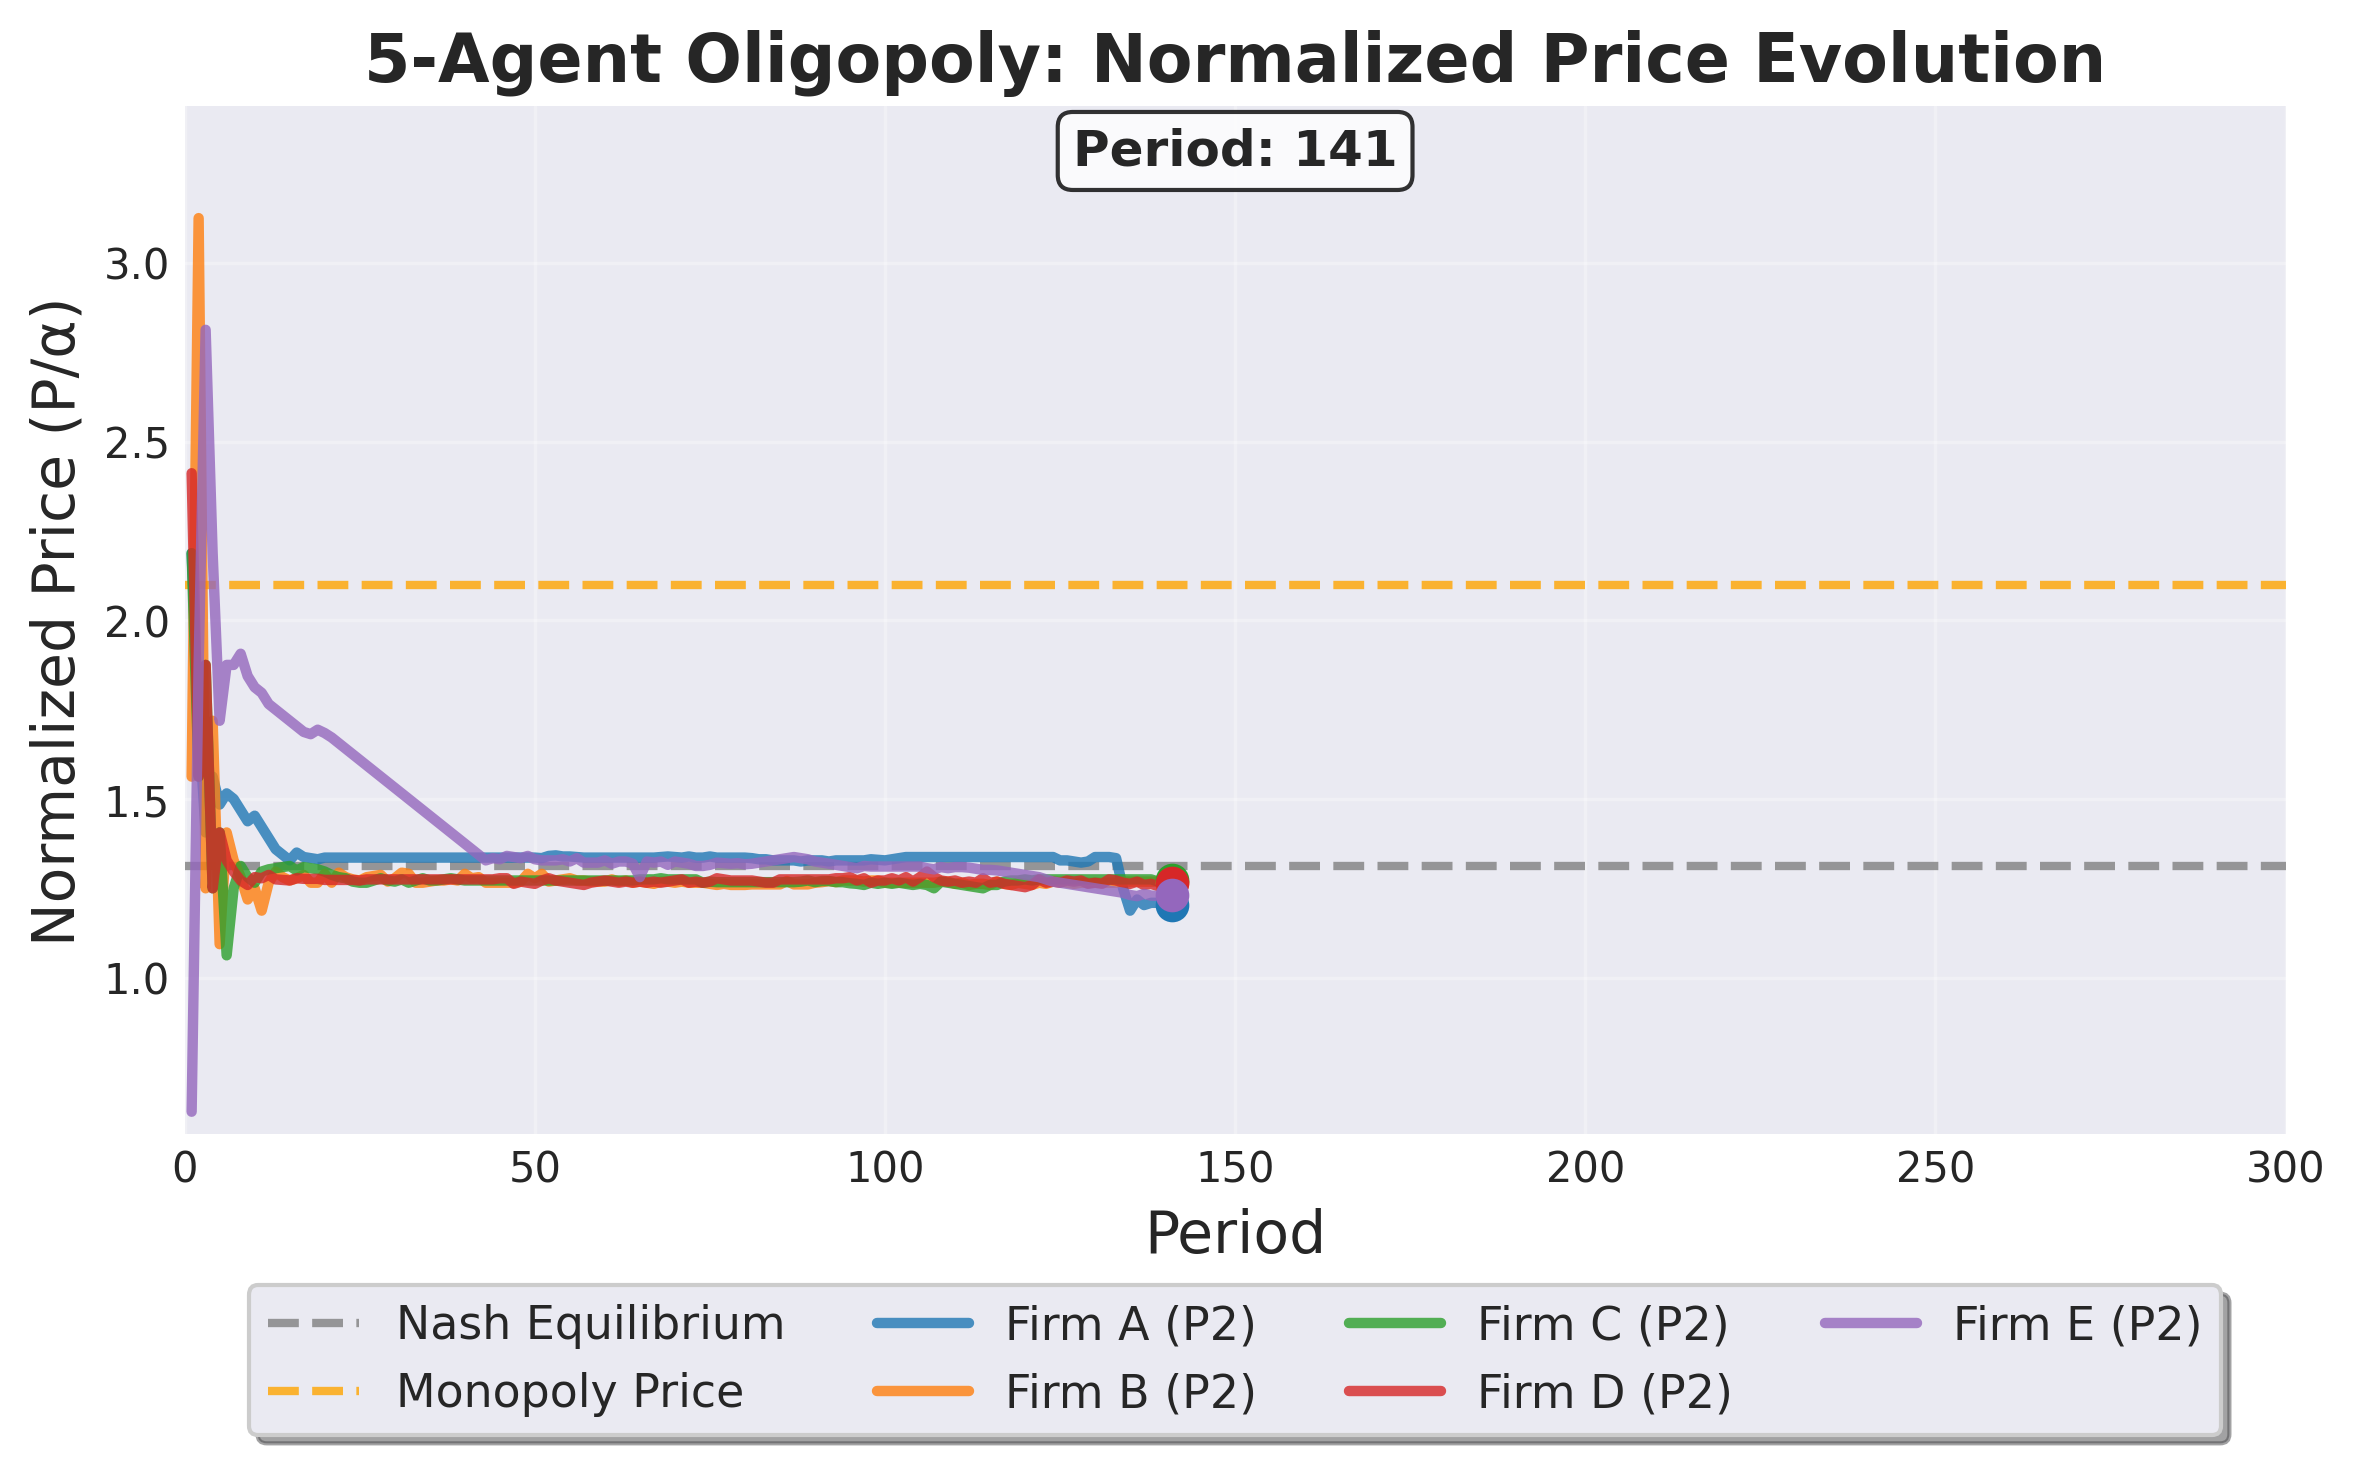 5-Agent Oligopoly: Normalized Price Evolution
Period: 141
Normalized Price (P/α)
3.0
2.5
2.0
1.5
1.0
0 50 100 150 200 250 300
Period
Nash Equilibrium Firm A (P2) Firm C (P2) Firm E (P2)
Monopoly Price Firm B (P2) Firm D (P2)